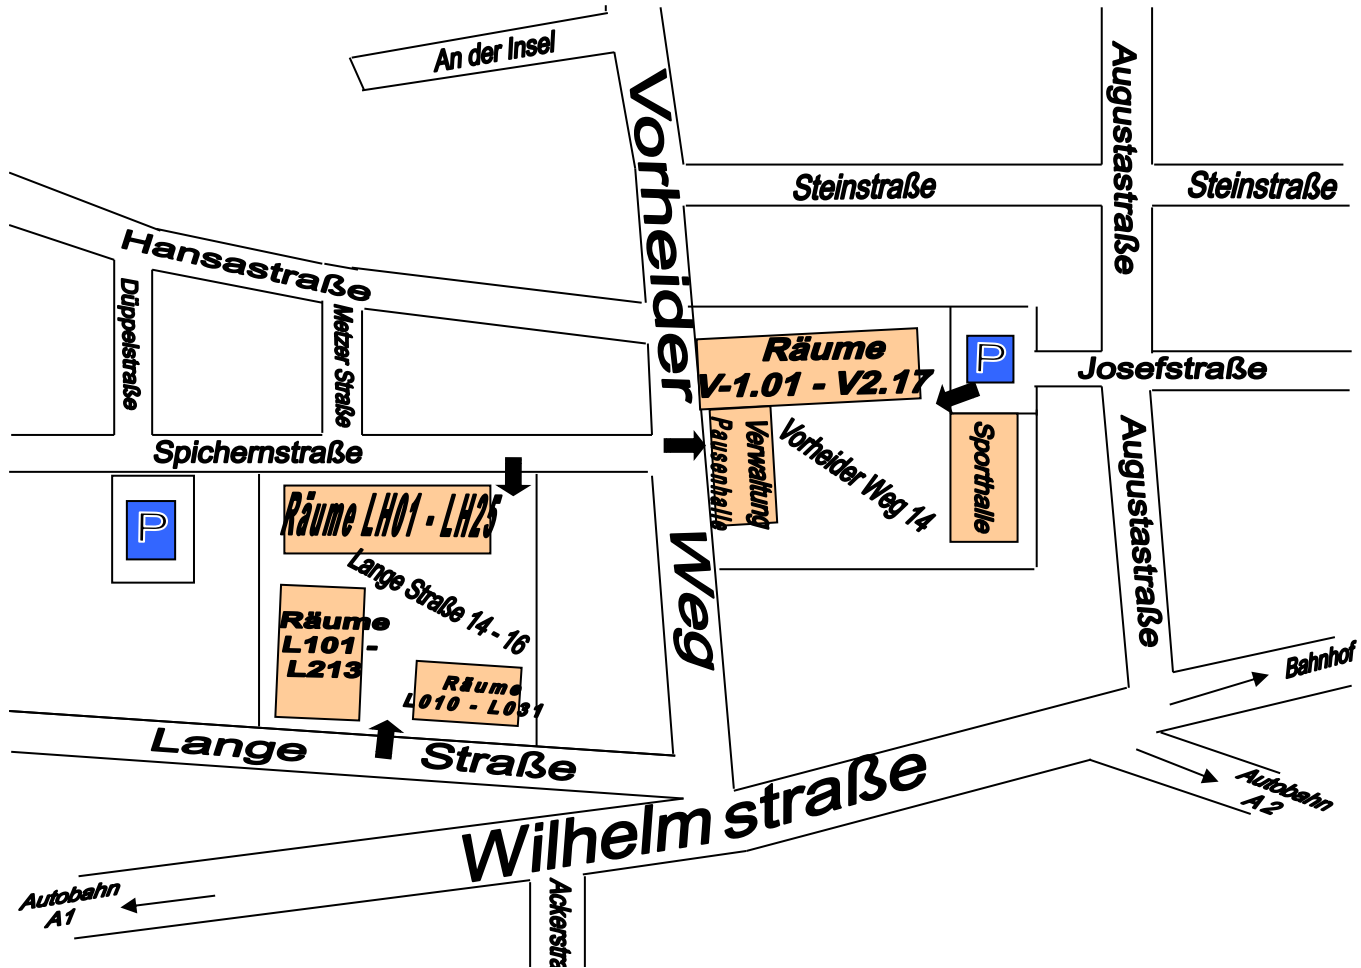 An der Insel
Vorheider Weg
Augustastraße
Steinstraße
Steinstraße
Hansastraße
Düppelstraße
Metzer Straße
Räume
V-1.01 - V2.17
P
Josefstraße
Spichernstraße
Verwaltung
Pausenhalle
Vorheider Weg 14
Sporthalle
Augustastraße
P
Räume LH01 - LH25
Lange Straße 14 - 16
Räume
L101 -
L213
Räume
L010 - L031
Bahnhof
Lange Straße
Wilhelmstraße
Autobahn
A 2
Autobahn
A1
Ackerstra